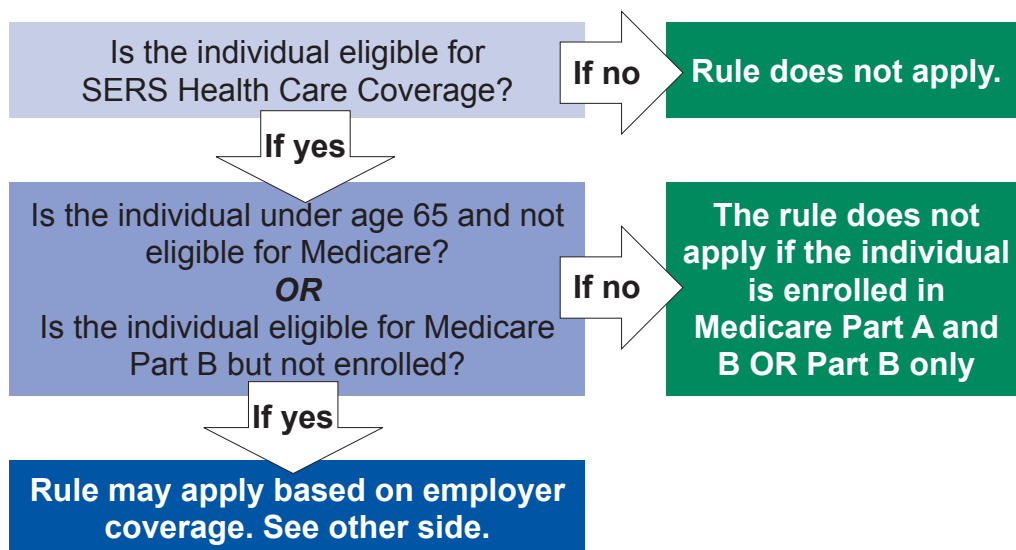 Is the individual eligible for
SERS Health Care Coverage?
If no
Rule does not apply.
If yes
Is the individual under age 65 and not
eligible for Medicare?
OR
Is the individual eligible for Medicare
Part B but not enrolled?
If no
The rule does not
apply if the individual
is enrolled in
Medicare Part A and
B OR Part B only
If yes
Rule may apply based on employer
coverage. See other side.